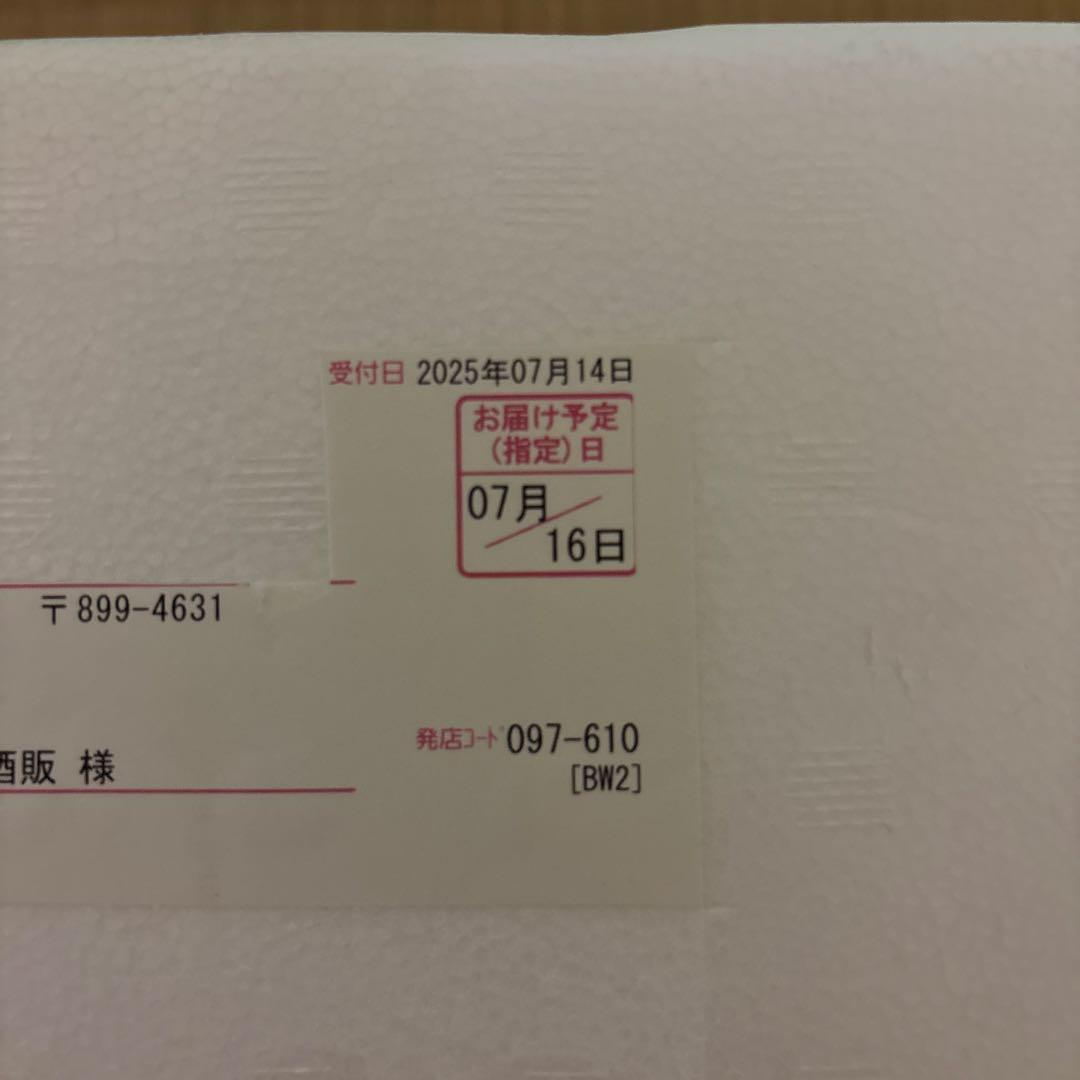 受付日 2025年07月14日
お届け予定
(指定)日
07月
16日
〒899-4631
発店コード 097-610
酒販 様
[BW2]